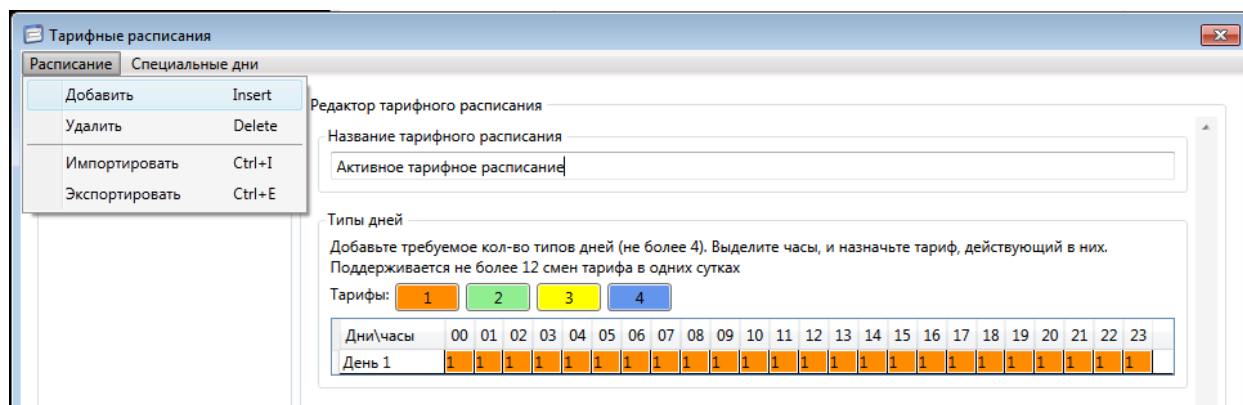 Тарифные расписания
Расписание Специальные дни
Добавить Insert
Удалить Delete
Импортировать Ctrl+I
Экспортировать Ctrl+E
Редактор тарифного расписания
Название тарифного расписания
Активное тарифное расписание
Типы дней
Добавьте требуемое кол-во типов дней (не более 4). Выделите часы, и назначьте тариф, действующий в них.
Поддерживается не более 12 смен тарифа в одних сутках
Тарифы: 1 2 3 4
Дни\часы 00 01 02 03 04 05 06 07 08 09 10 11 12 13 14 15 16 17 18 19 20 21 22 23
День 1 1 1 1 1 1 1 1 1 1 1 1 1 1 1 1 1 1 1 1 1 1 1 1 1